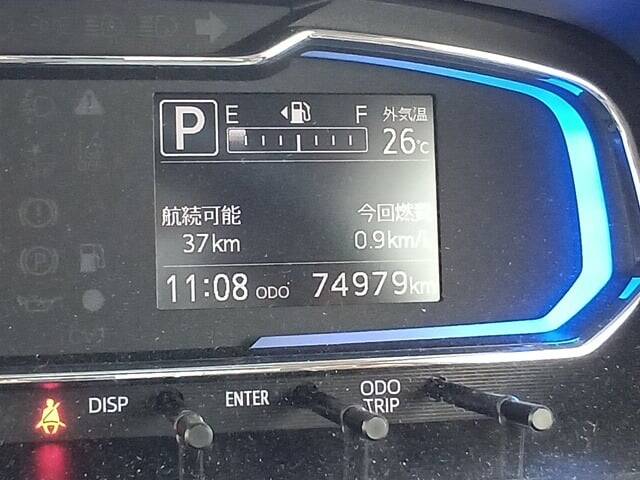 P
E F
外気温
26℃
航続可能 今回燃費
37km 0.9km/l
11:08 ODO 74979km
DISP ENTER ODO
TRIP